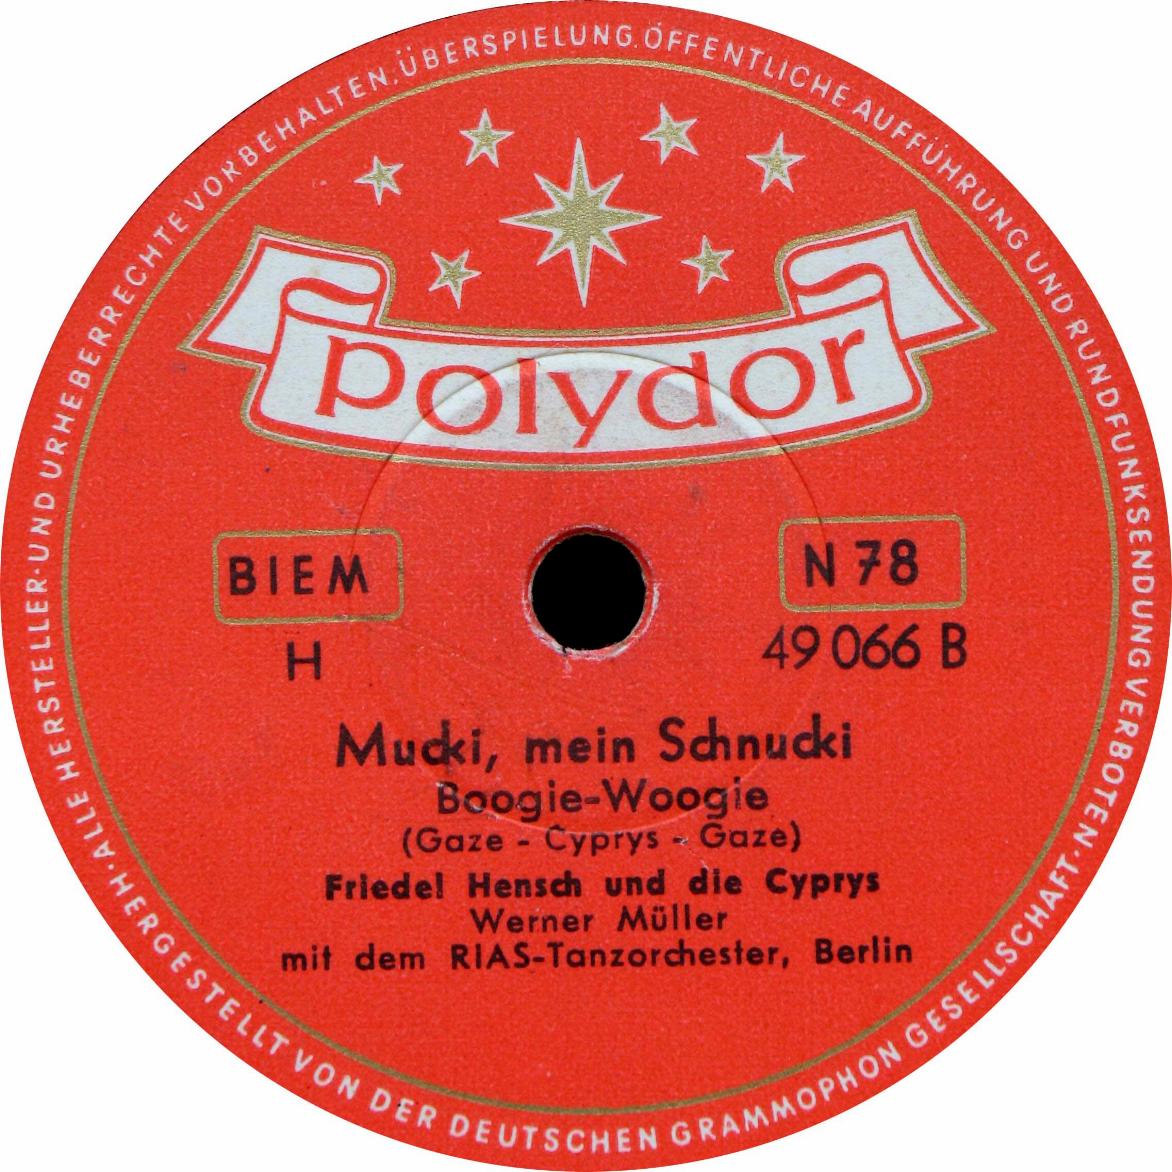 ALLE HERSTELLER-UND URHEBERRECHTE VORBEHALTEN. ÜBERSPIELUNG. ÖFFENTLICHE AUFFÜHRUNG UND RUNDFUNKSENDUNG VERBOTEN.
polydor
BIEM
N 78
H
49 066 B
Mucki, mein Schnucki
Boogie-Woogie
(Gaze - Cyprys - Gaze)
Friedel Hensch und die Cyprys
Werner Müller
mit dem RIAS-Tanzorchester, Berlin
HERGESTELLT VON DER DEUTSCHEN GRAMMOPHON GESELLSCHAFT